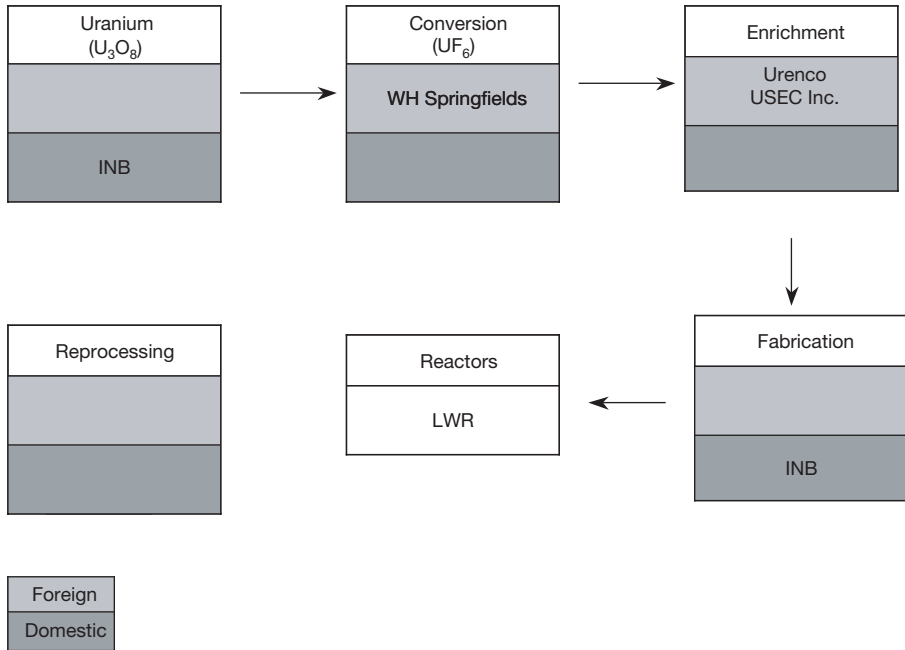 Uranium
(U₃O₈)
INB
Conversion
(UF₆)
WH Springfields
Enrichment
Urenco
USEC Inc.
Reprocessing
Reactors
LWR
Fabrication
INB
Foreign
Domestic